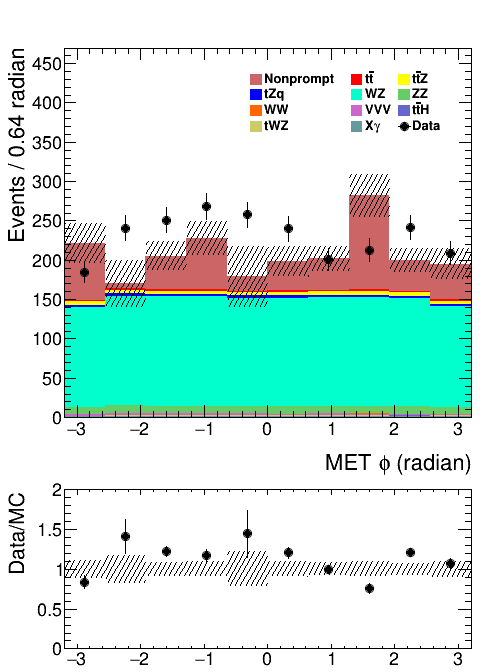 Events / 0.64 radian
450
400
350
300
250
200
150
100
50
0
Nonprompt
tt̄
tt̄Z
tZq
WZ
ZZ
WW
VVV
tt̄H
tWZ
Xγ
Data
−3 −2 −1 0 1 2 3
MET ϕ (radian)
Data/MC
2
1.5
1
0.5
0
−3 −2 −1 0 1 2 3